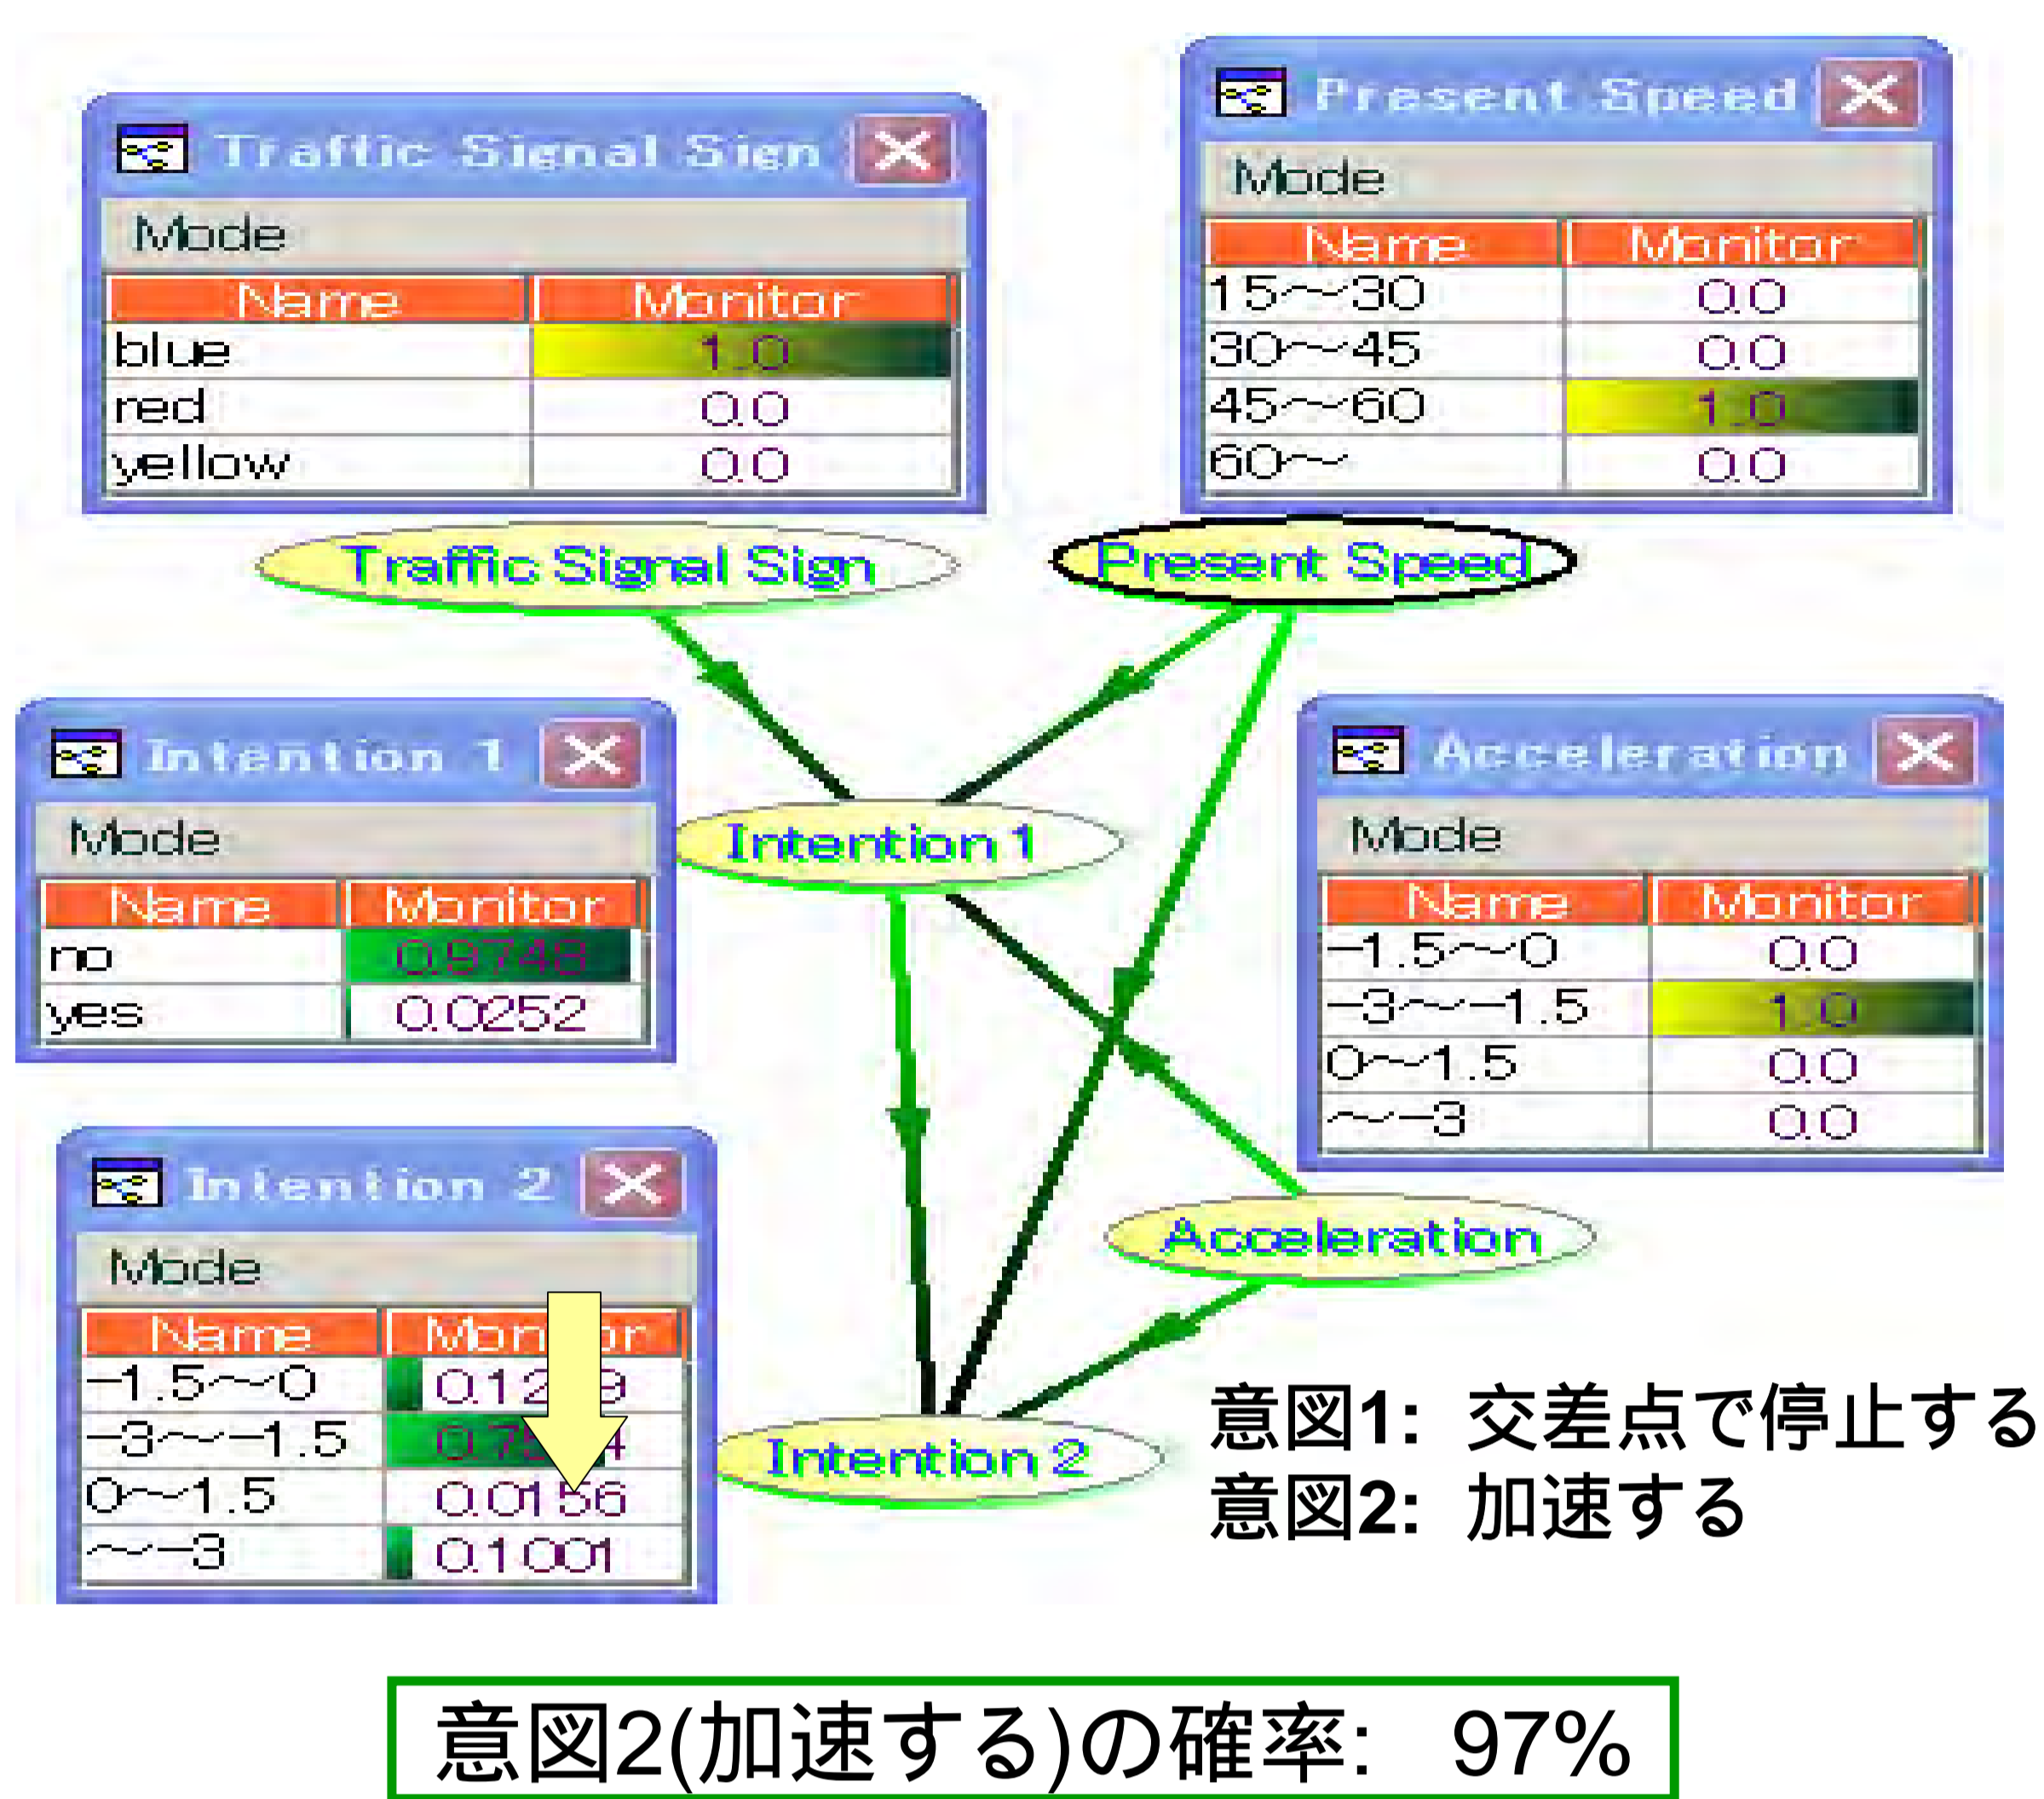 Traffic Signal Sign
Mode
Name Monitor
blue 1.0
red 0.0
yellow 0.0
Present Speed
Mode
Name Monitor
15～30 0.0
30～45 0.0
45～60 1.0
60～ 0.0
Traffic Signal Sign
Present Speed
Intention 1
Mode
Name Monitor
no 0.9748
yes 0.0252
Intention 1
Acceleration
Mode
Name Monitor
-1.5～0 0.0
-3～-1.5 1.0
0～1.5 0.0
～-3 0.0
Intention 2
Mode
Name
-1.5～0
-3～-1.5
0～1.5 0.0156
～-3 0.1001
Acceleration
Intention 2
意図1: 交差点で停止する
意図2: 加速する
意図2(加速する)の確率: 97%